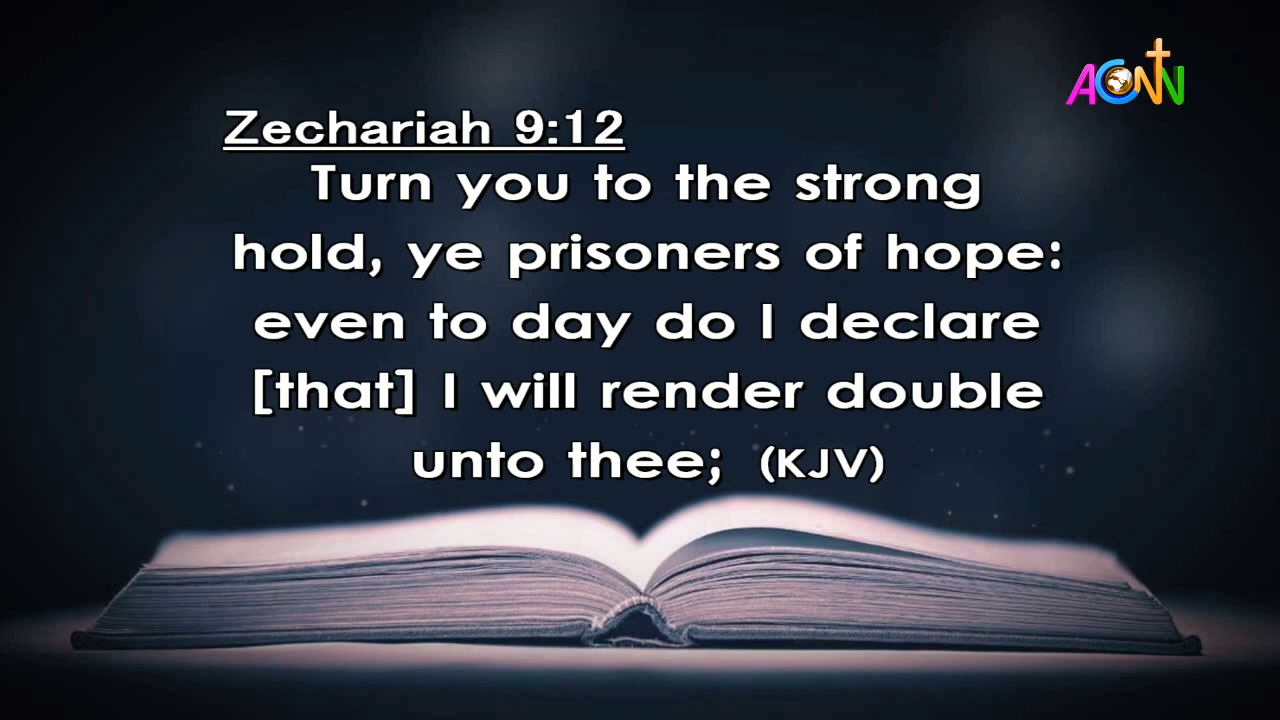 ACNN
Zechariah 9:12
Turn you to the strong
hold, ye prisoners of hope:
even to day do I declare
[that] I will render double
unto thee; (KJV)